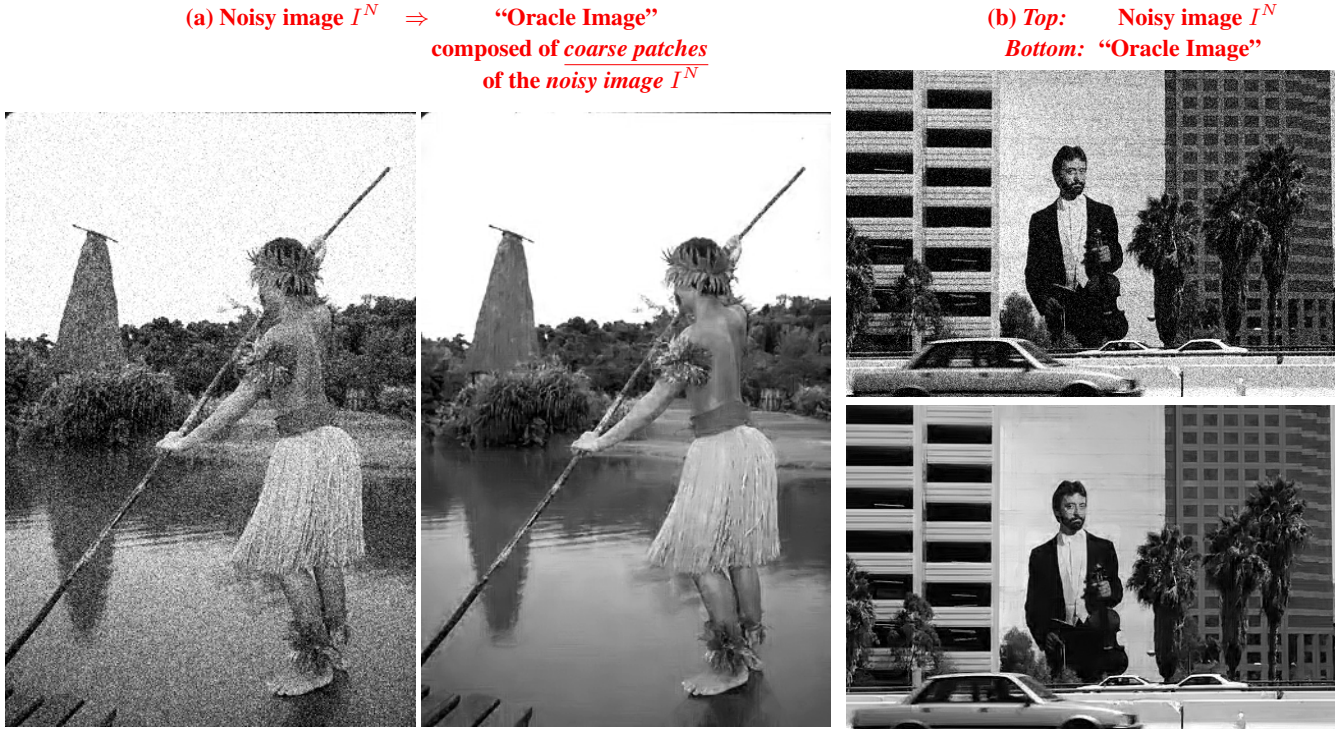 (a) Noisy image I^N ⇒ “Oracle Image”
composed of coarse patches
of the noisy image I^N
(b) Top: Noisy image I^N
Bottom: “Oracle Image”